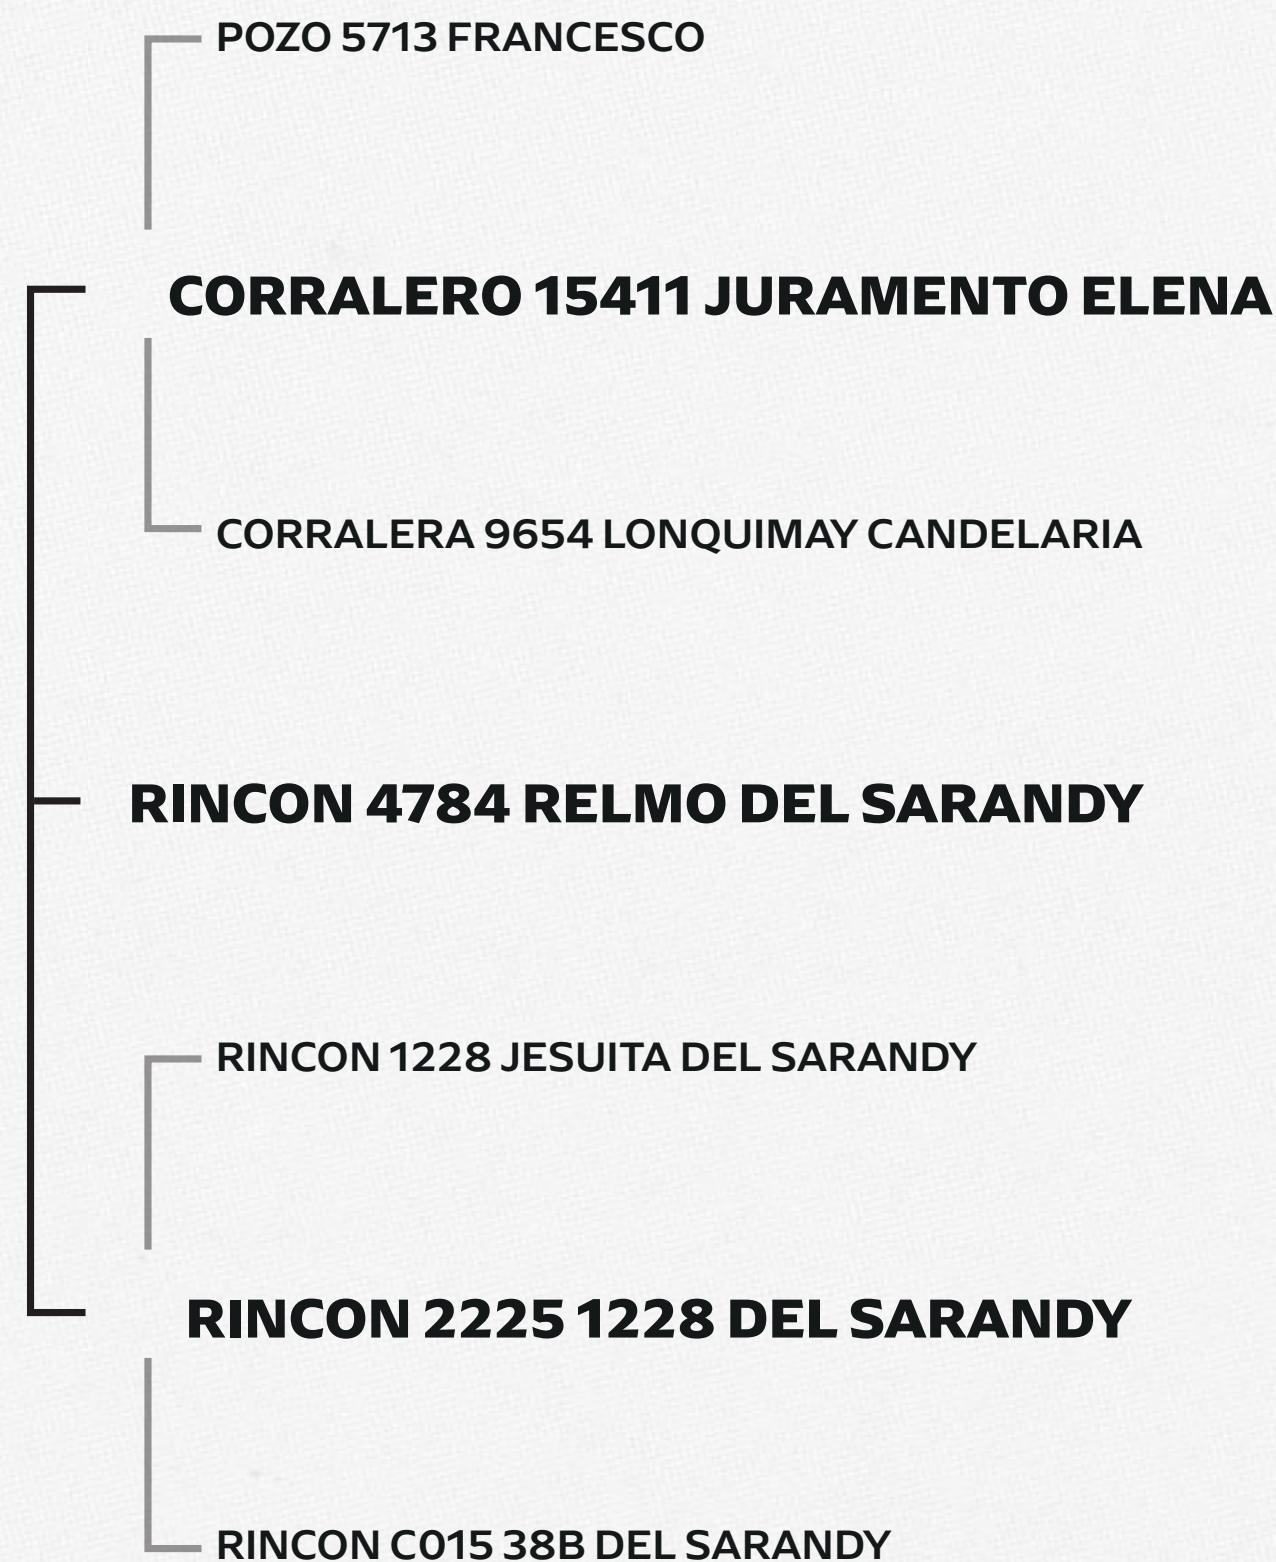 POZO 5713 FRANCESCO
CORRALERO 15411 JURAMENTO ELENA
CORRALERA 9654 LONQUIMAY CANDELARIA
RINCON 4784 RELMO DEL SARANDY
RINCON 1228 JESUITA DEL SARANDY
RINCON 2225 1228 DEL SARANDY
RINCON C015 38B DEL SARANDY